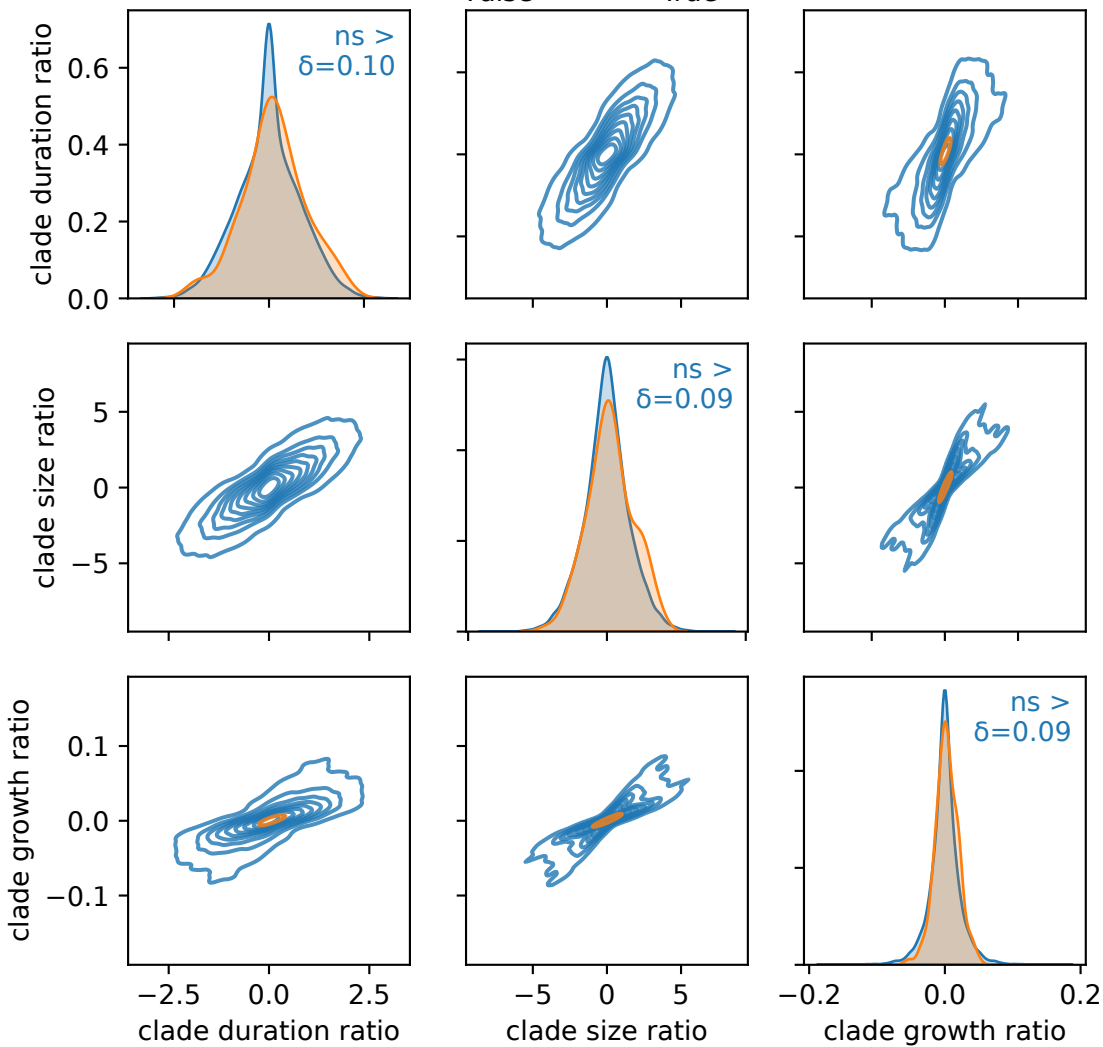 clade duration ratio
0.6
0.4
0.2
0.0
ns >
δ=0.10
clade size ratio
5
0
−5
ns >
δ=0.09
clade growth ratio
0.1
0.0
−0.1
ns >
δ=0.09
−2.5 0.0 2.5
−5 0 5
−0.2 0.0 0.2
clade duration ratio
clade size ratio
clade growth ratio